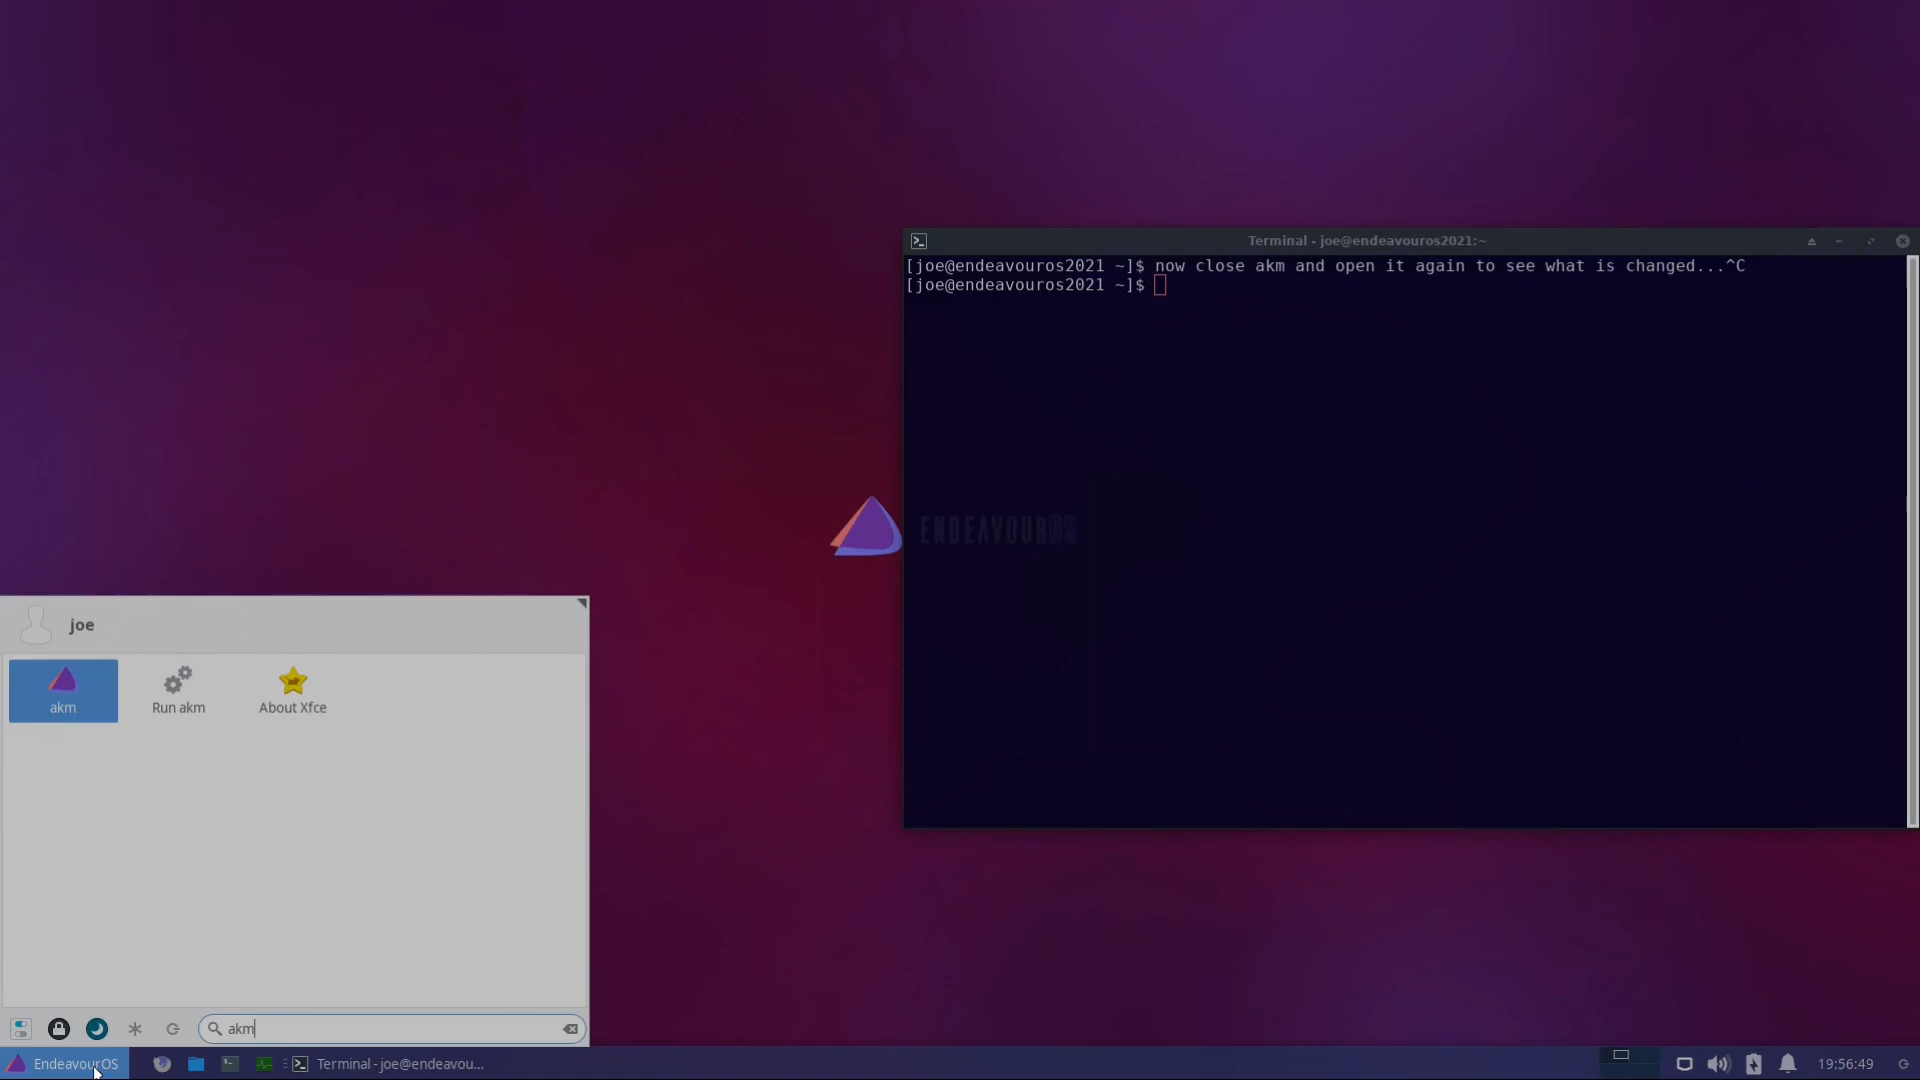 Terminal - joe@endeavouros2021:~
[joe@endeavouros2021 ~]$ now close akm and open it again to see what is changed...^C
[joe@endeavouros2021 ~]$
ENDEAVOUROS
joe
akm
Run akm
About Xfce
akm
EndeavourOS
Terminal - joe@endeavou...
19:56:49